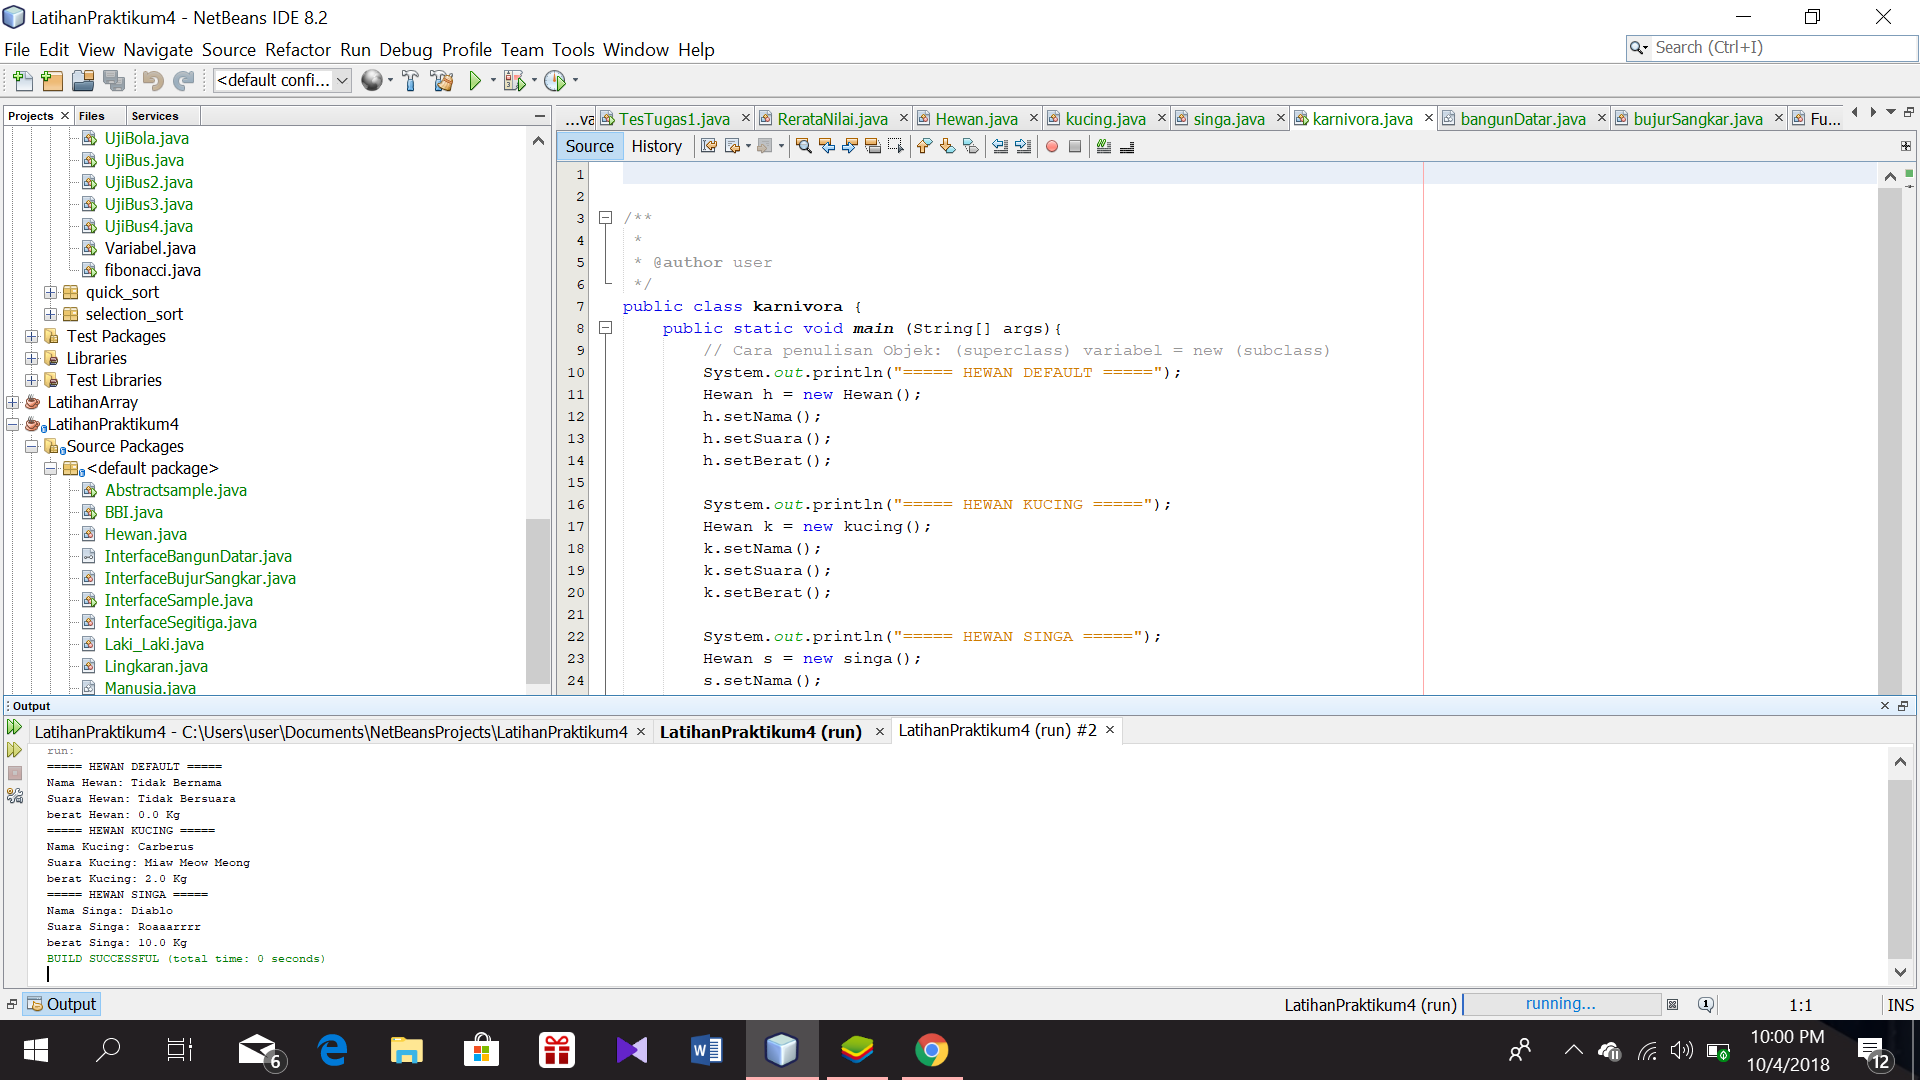 LatihanPraktikum4 - NetBeans IDE 8.2
File Edit View Navigate Source Refactor Run Debug Profile Team Tools Window Help
Search (Ctrl+I)
<default confi...
Projects Files Services
UjiBola.java
UjiBus.java
UjiBus2.java
UjiBus3.java
UjiBus4.java
Variabel.java
fibonacci.java
quick_sort
selection_sort
Test Packages
Libraries
Test Libraries
LatihanArray
LatihanPraktikum4
Source Packages
<default package>
Abstractsample.java
BBI.java
Hewan.java
InterfaceBangunDatar.java
InterfaceBujurSangkar.java
InterfaceSample.java
InterfaceSegitiga.java
Laki_Laki.java
Lingkaran.java
Manusia.java
...va TesTugas1.java RerataNilai.java Hewan.java kucing.java singa.java karnivora.java bangunDatar.java bujurSangkar.java Fu...
Source History
1
2
3 /**
4 *
5 * @author user
6 */
7 public class karnivora {
8 public static void main (String[] args){
9 // Cara penulisan Objek: (superclass) variabel = new (subclass)
10 System.out.println("===== HEWAN DEFAULT =====");
11 Hewan h = new Hewan();
12 h.setNama();
13 h.setSuara();
14 h.setBerat();
15
16 System.out.println("===== HEWAN KUCING =====");
17 Hewan k = new kucing();
18 k.setNama();
19 k.setSuara();
20 k.setBerat();
21
22 System.out.println("===== HEWAN SINGA =====");
23 Hewan s = new singa();
24 s.setNama();
Output
LatihanPraktikum4 - C:\Users\user\Documents\NetBeansProjects\LatihanPraktikum4 LatihanPraktikum4 (run) LatihanPraktikum4 (run) #2
run:
===== HEWAN DEFAULT =====
Nama Hewan: Tidak Bernama
Suara Hewan: Tidak Bersuara
berat Hewan: 0.0 Kg
===== HEWAN KUCING =====
Nama Kucing: Carberus
Suara Kucing: Miaw Meow Meong
berat Kucing: 2.0 Kg
===== HEWAN SINGA =====
Nama Singa: Diablo
Suara Singa: Roaaarrrr
berat Singa: 10.0 Kg
BUILD SUCCESSFUL (total time: 0 seconds)
Output
LatihanPraktikum4 (run) running... 1:1 INS
6
10:00 PM
10/4/2018
12